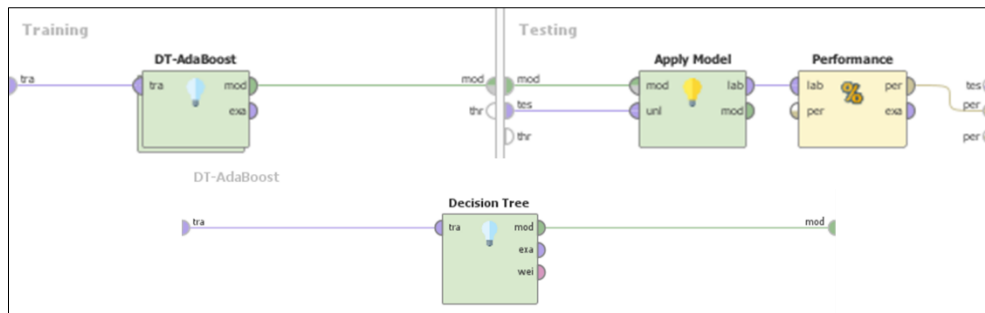 Training
Testing
DT-AdaBoost
Apply Model
Performance
tra
tra
mod
exa
mod
thr
mod
tes
thr
mod
unl
lab
mod
lab
per
%
per
exa
tes
per
per
DT-AdaBoost
Decision Tree
tra
tra
mod
exa
wei
mod